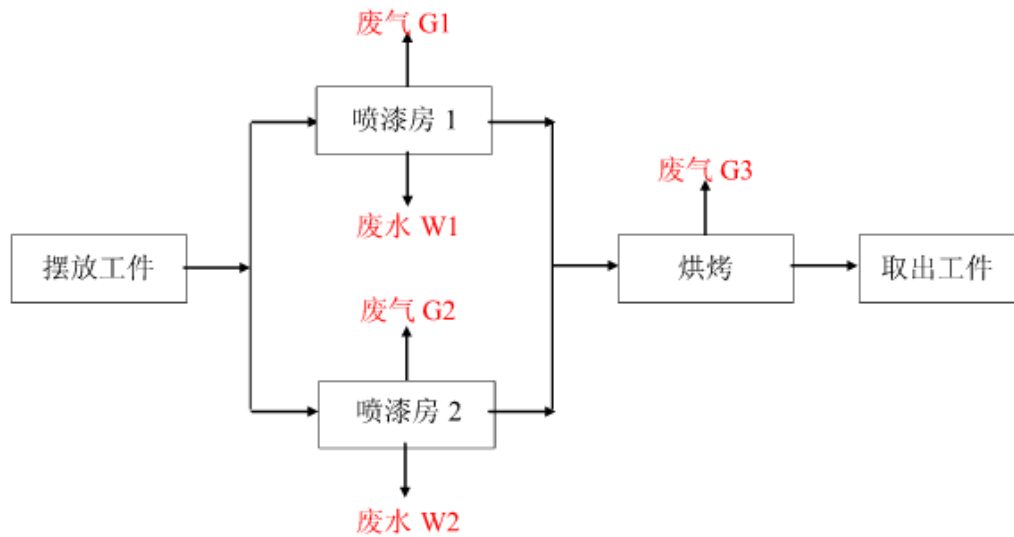 废气 G1
喷漆房 1
废气 G3
废水 W1
摆放工件
烘烤
取出工件
废气 G2
喷漆房 2
废水 W2